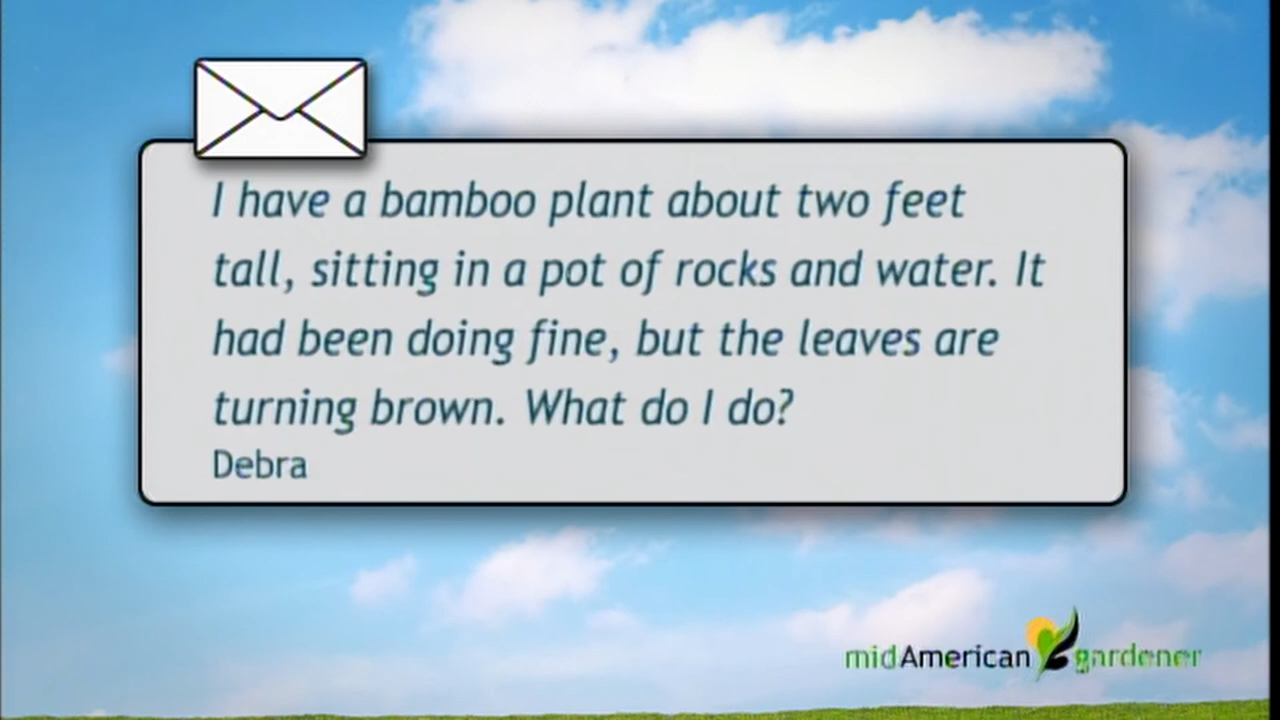 I have a bamboo plant about two feet
tall, sitting in a pot of rocks and water. It
had been doing fine, but the leaves are
turning brown. What do I do?
Debra
midAmerican gardener